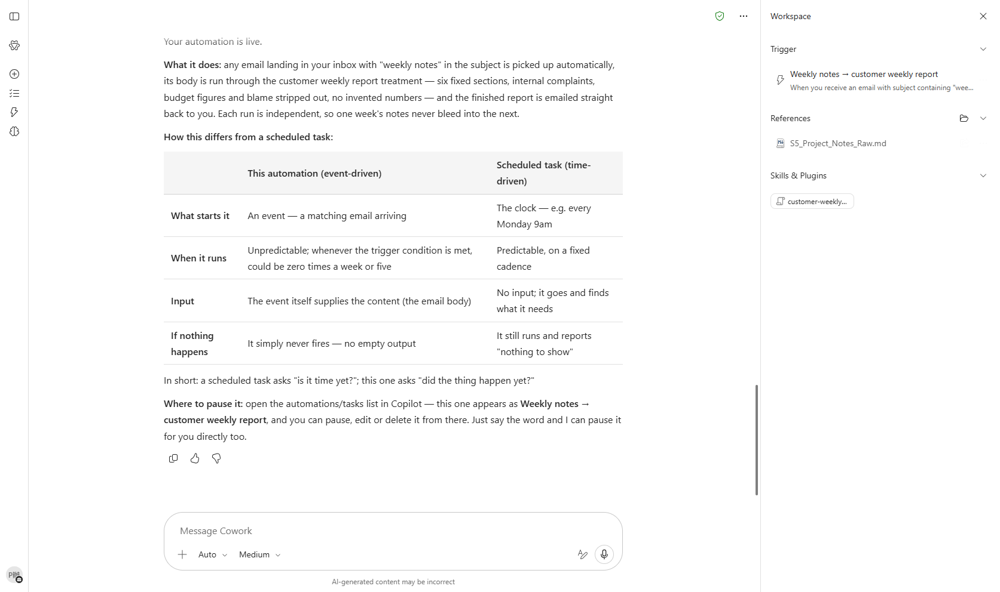 Your automation is live.
What it does: any email landing in your inbox with "weekly notes" in the subject is picked up automatically,
its body is run through the customer weekly report treatment — six fixed sections, internal complaints,
budget figures and blame stripped out, no invented numbers — and the finished report is emailed straight
back to you. Each run is independent, so one week's notes never bleed into the next.
How this differs from a scheduled task:
This automation (event-driven)
Scheduled task (time-
driven)
What starts it
An event — a matching email arriving
The clock — e.g. every
Monday 9am
When it runs
Unpredictable; whenever the trigger condition is met,
could be zero times a week or five
Predictable, on a fixed
cadence
Input
The event itself supplies the content (the email body)
No input; it goes and finds
what it needs
If nothing
happens
It simply never fires — no empty output
It still runs and reports
"nothing to show"
In short: a scheduled task asks "is it time yet?"; this one asks "did the thing happen yet?"
Where to pause it: open the automations/tasks list in Copilot — this one appears as Weekly notes →
customer weekly report, and you can pause, edit or delete it from there. Just say the word and I can pause it
for you directly too.
Message Cowork
Auto
Medium
AI-generated content may be incorrect
Workspace
Trigger
Weekly notes → customer weekly report
When you receive an email with subject containing "wee...
References
S5_Project_Notes_Raw.md
Skills & Plugins
customer-weekly...